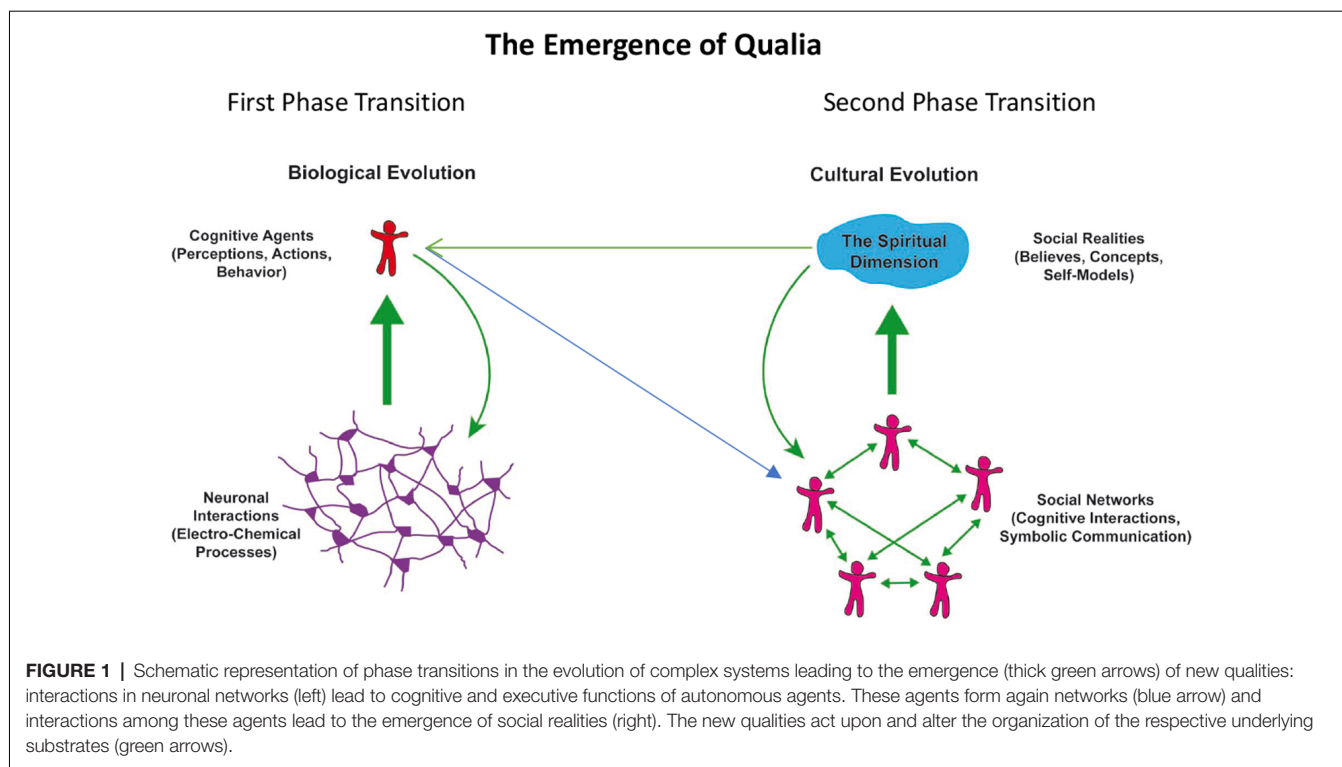 The Emergence of Qualia
First Phase Transition
Second Phase Transition
Biological Evolution
Cultural Evolution
Cognitive Agents
(Perceptions, Actions,
Behavior)
The Spiritual
Dimension
Social Realities
(Believes, Concepts,
Self-Models)
Neuronal
Interactions
(Electro-Chemical
Processes)
Social Networks
(Cognitive Interactions,
Symbolic Communication)
FIGURE 1 | Schematic representation of phase transitions in the evolution of complex systems leading to the emergence (thick green arrows) of new qualities:
interactions in neuronal networks (left) lead to cognitive and executive functions of autonomous agents. These agents form again networks (blue arrow) and
interactions among these agents lead to the emergence of social realities (right). The new qualities act upon and alter the organization of the respective underlying
substrates (green arrows).